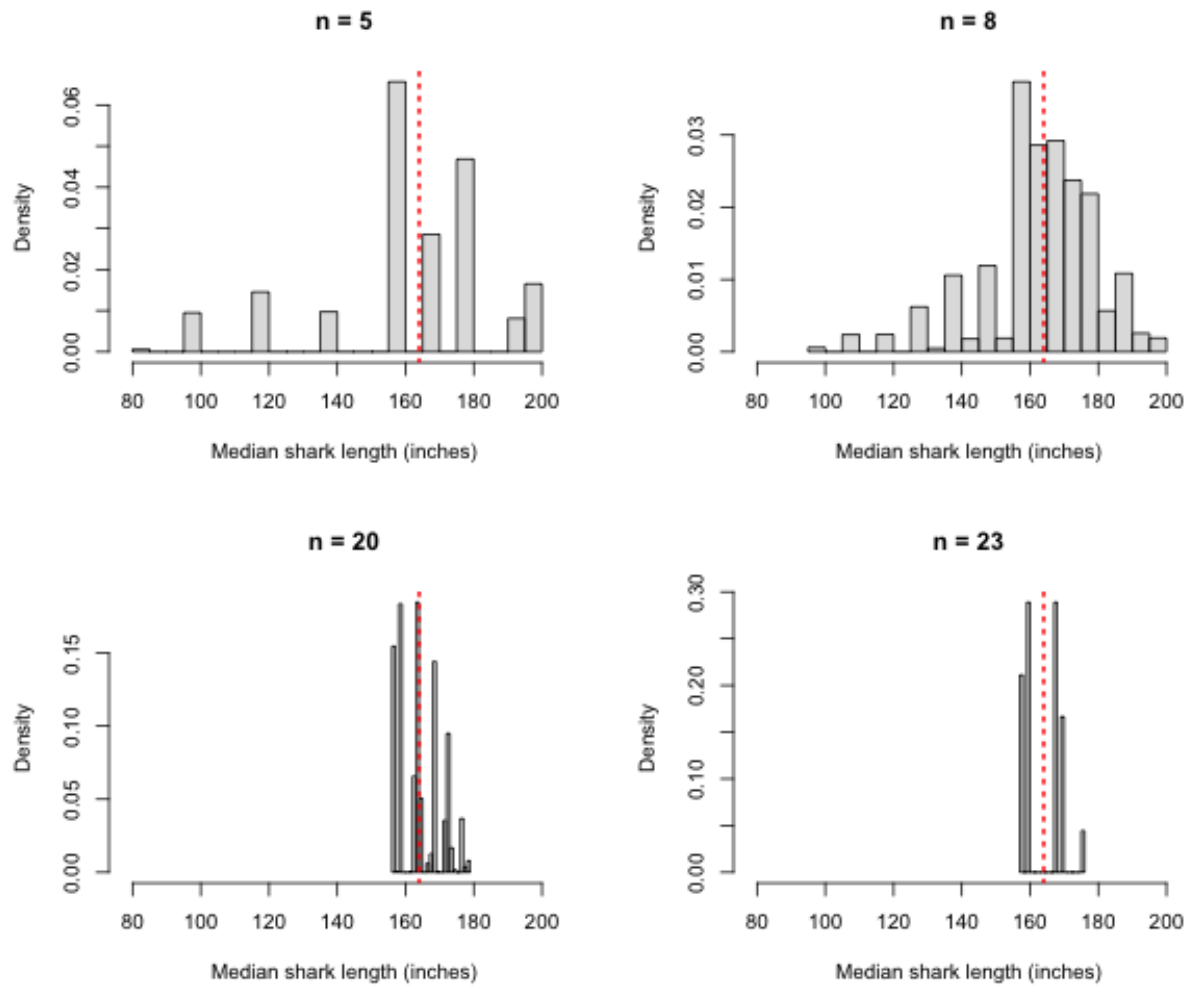 n = 5
0.06
0.04
0.02
0.00
Density
80 100 120 140 160 180 200
Median shark length (inches)
n = 8
0.03
0.02
0.01
0.00
Density
80 100 120 140 160 180 200
Median shark length (inches)
n = 20
0.15
0.10
0.05
0.00
Density
80 100 120 140 160 180 200
Median shark length (inches)
n = 23
0.30
0.20
0.10
0.00
Density
80 100 120 140 160 180 200
Median shark length (inches)